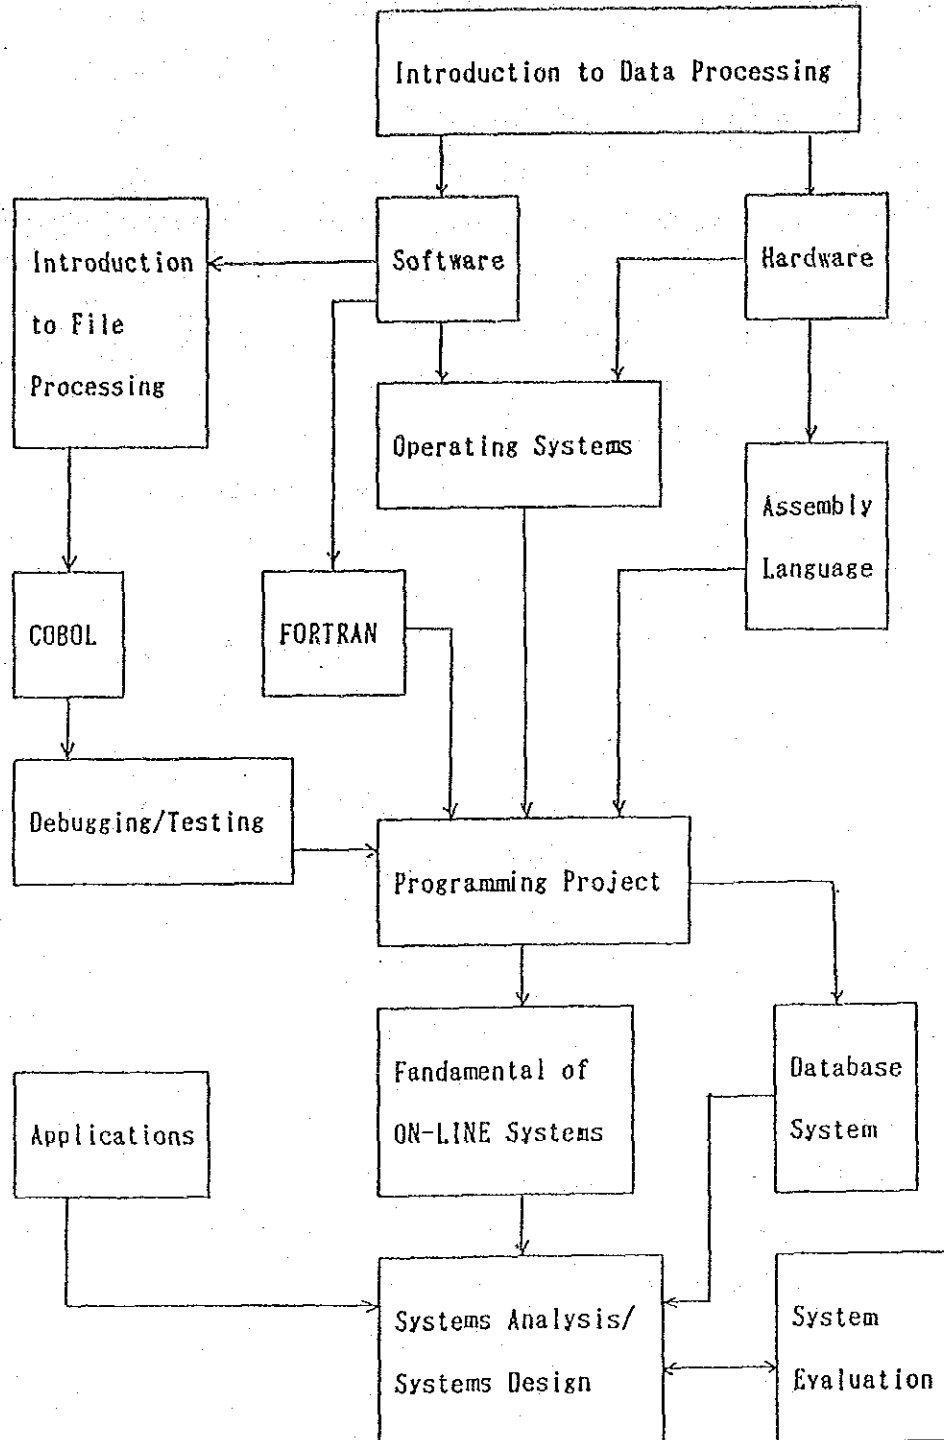 Introduction to Data Processing
Software
Hardware
Introduction
to File
Processing
Operating Systems
Assembly
Language
COBOL
FORTRAN
Debugging/Testing
Programming Project
Fandamental of
ON-LINE Systems
Database
System
Applications
Systems Analysis/
Systems Design
System
Evaluation